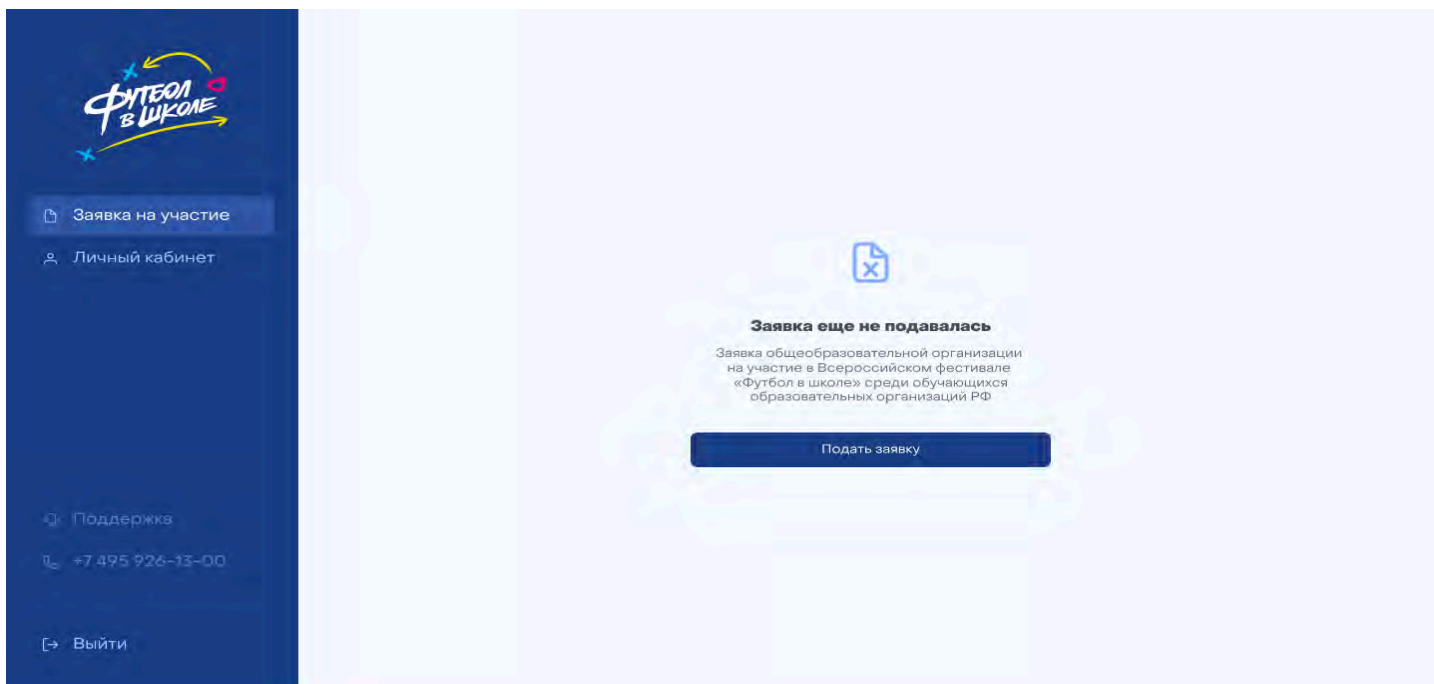 ФУТБОЛ
В ШКОЛЕ
Заявка на участие
Личный кабинет
Заявка еще не подавалась
Заявка общеобразовательной организации
на участие в Всероссийском фестивале
«Футбол в школе» среди обучающихся
образовательных организаций РФ
Подать заявку
Поддержка
+7 495 926-13-00
Выйти